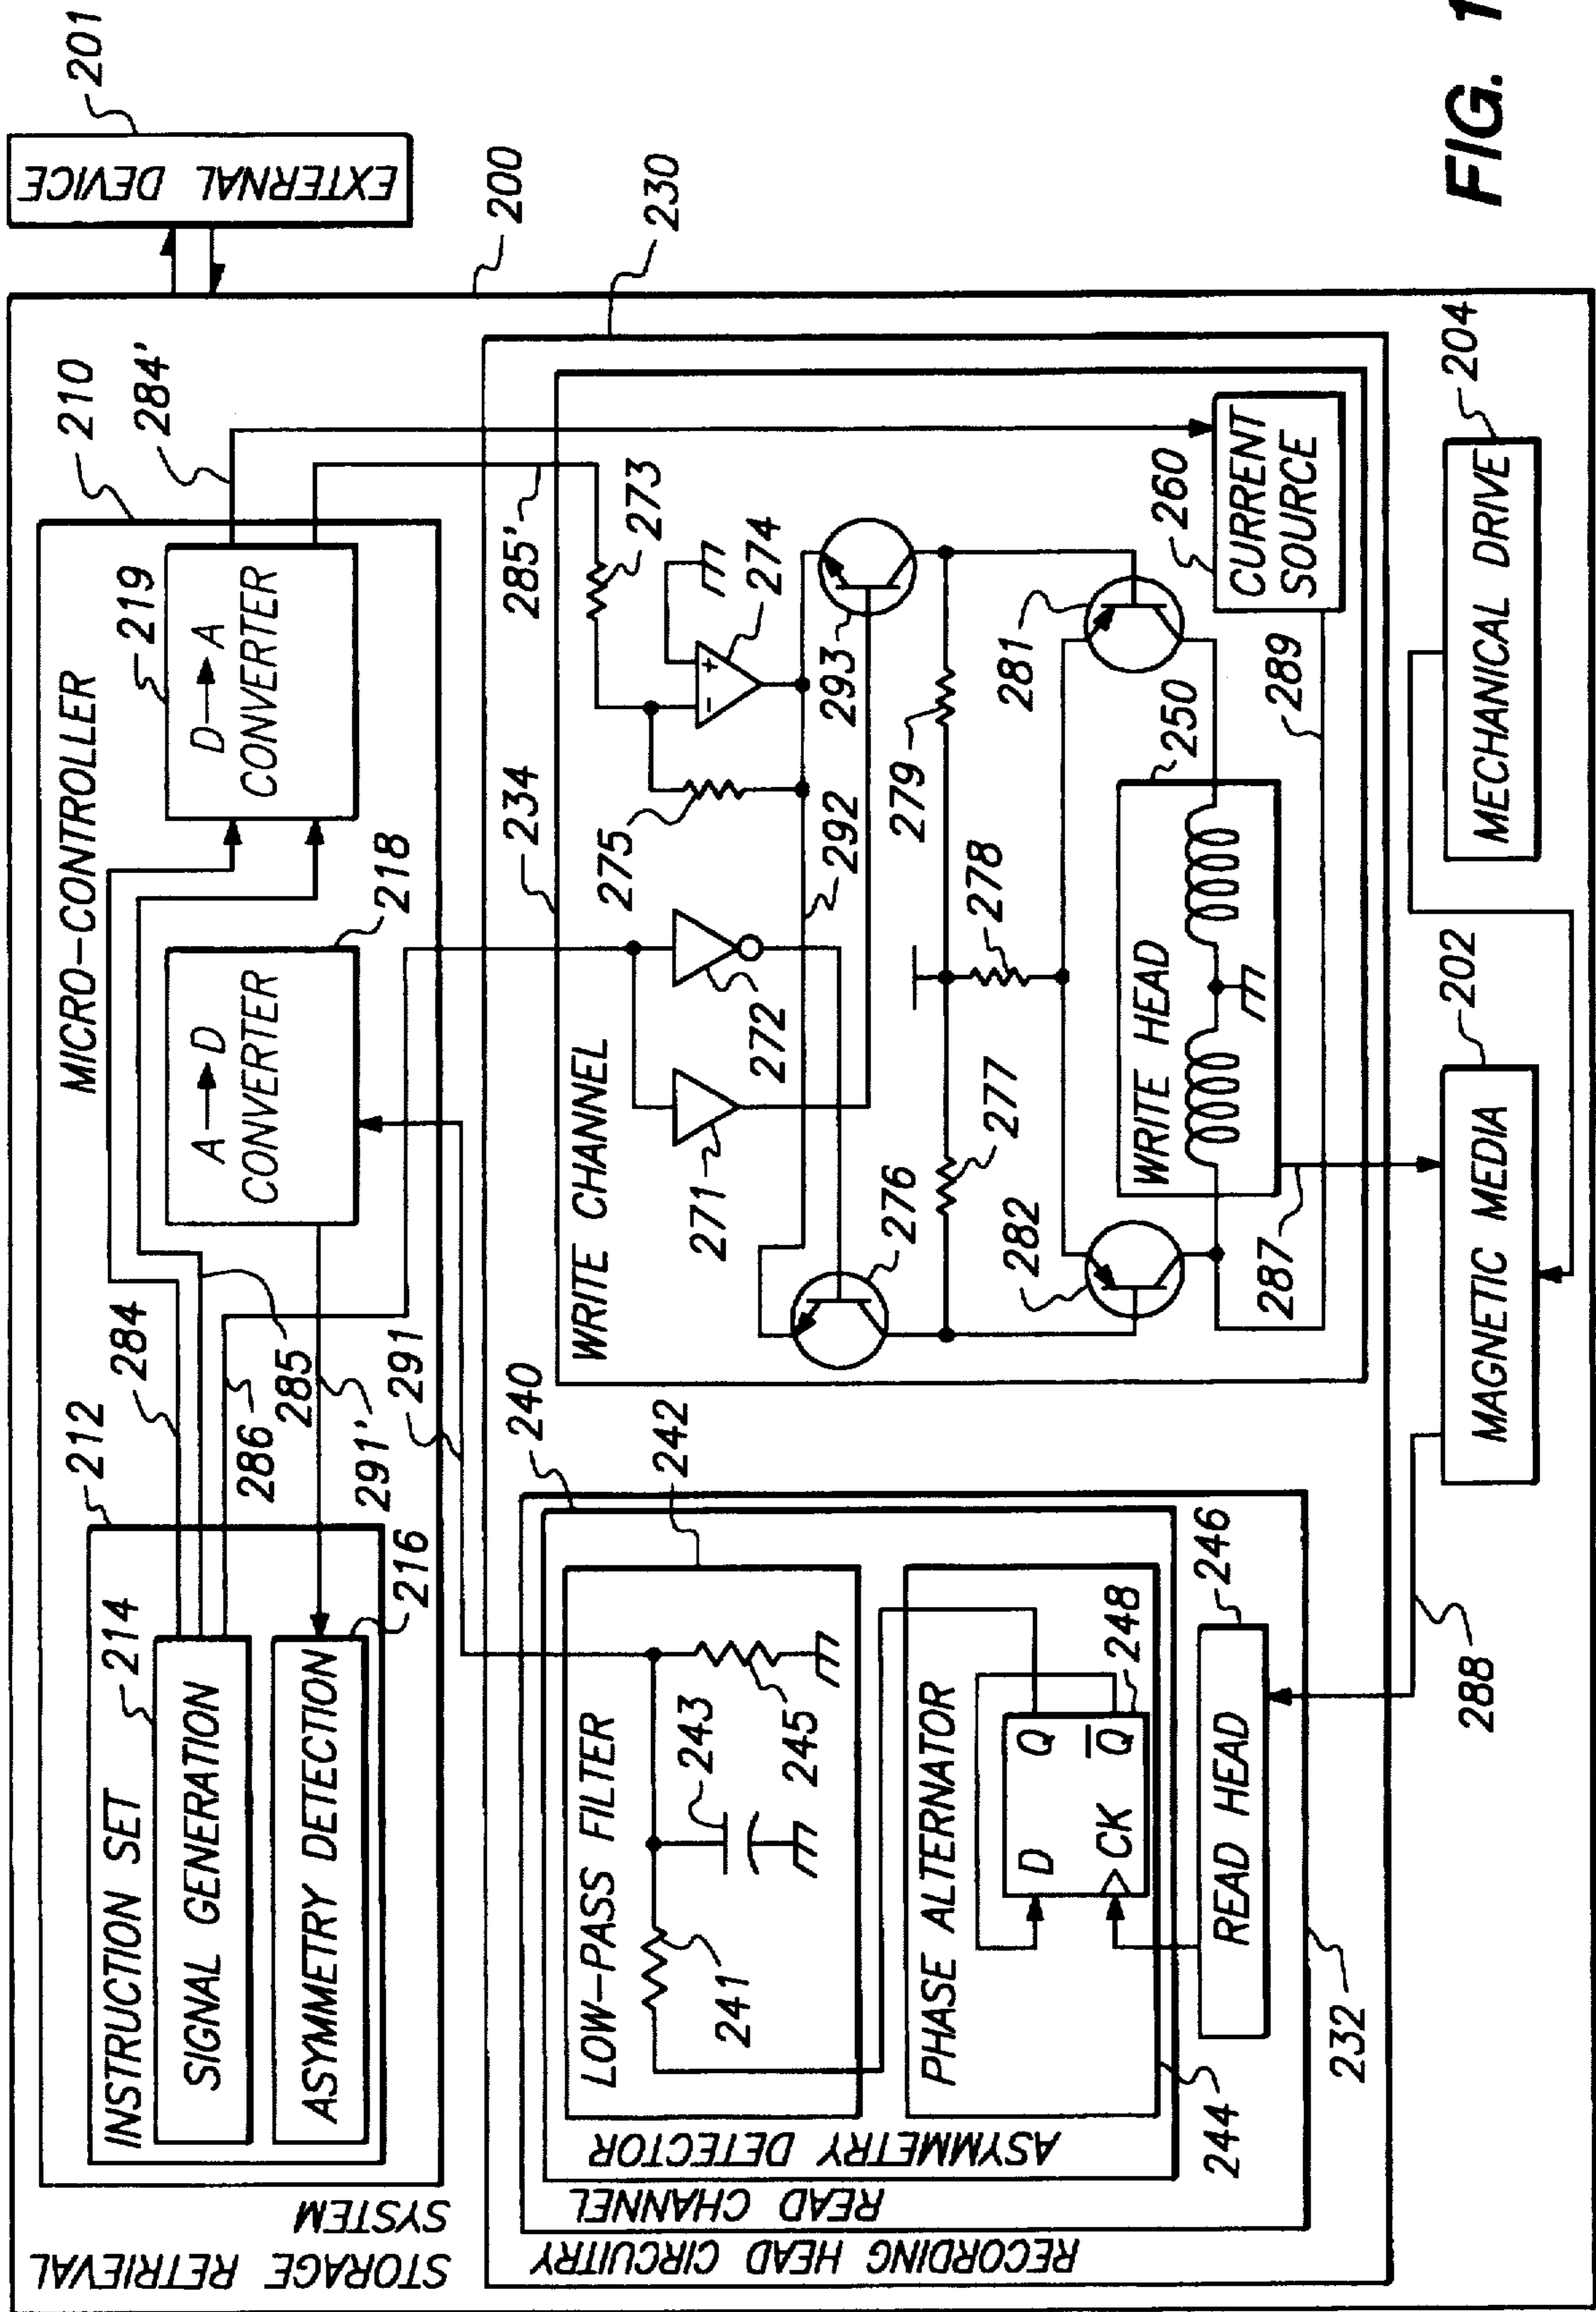 FIG. 1
EXTERNAL DEVICE
201
200
STORAGE RETRIEVAL
SYSTEM
MICRO-CONTROLLER
210
INSTRUCTION SET
212
SIGNAL GENERATION
214
ASYMMETRY DETECTION
216
A→D
CONVERTER
218
D→A
CONVERTER
219
284
284'
285
285'
286
291'
291
RECORDING HEAD CIRCUITRY
230
READ CHANNEL
232
ASYMMETRY DETECTOR
240
LOW-PASS FILTER
242
241
243
245
PHASE ALTERNATOR
244
D Q
CK Q̅
248
READ HEAD
246
288
WRITE CHANNEL
234
271
272
273
- +
274
275
292
293
276
277
278
279
281
282
WRITE HEAD
250
CURRENT
SOURCE
260
289
287
MAGNETIC MEDIA
202
MECHANICAL DRIVE
204